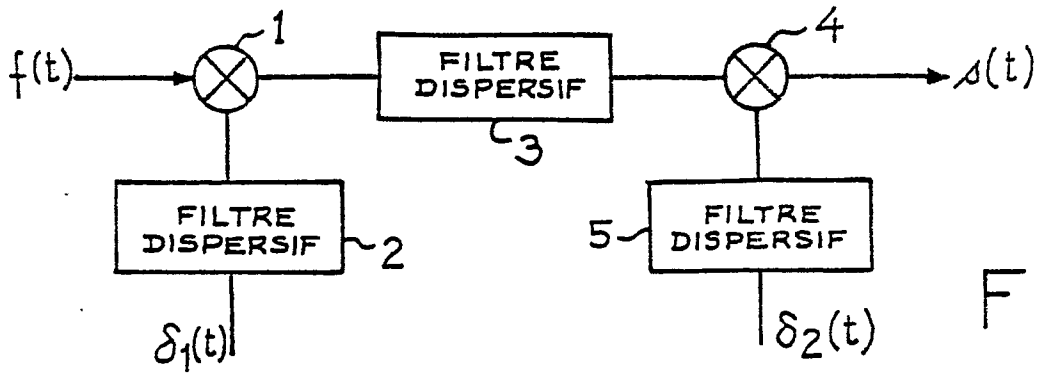 1
4
f(t)
FILTRE
DISPERSIF
s(t)
3
FILTRE
DISPERSIF
2
5
FILTRE
DISPERSIF
δ1(t)
δ2(t)
F